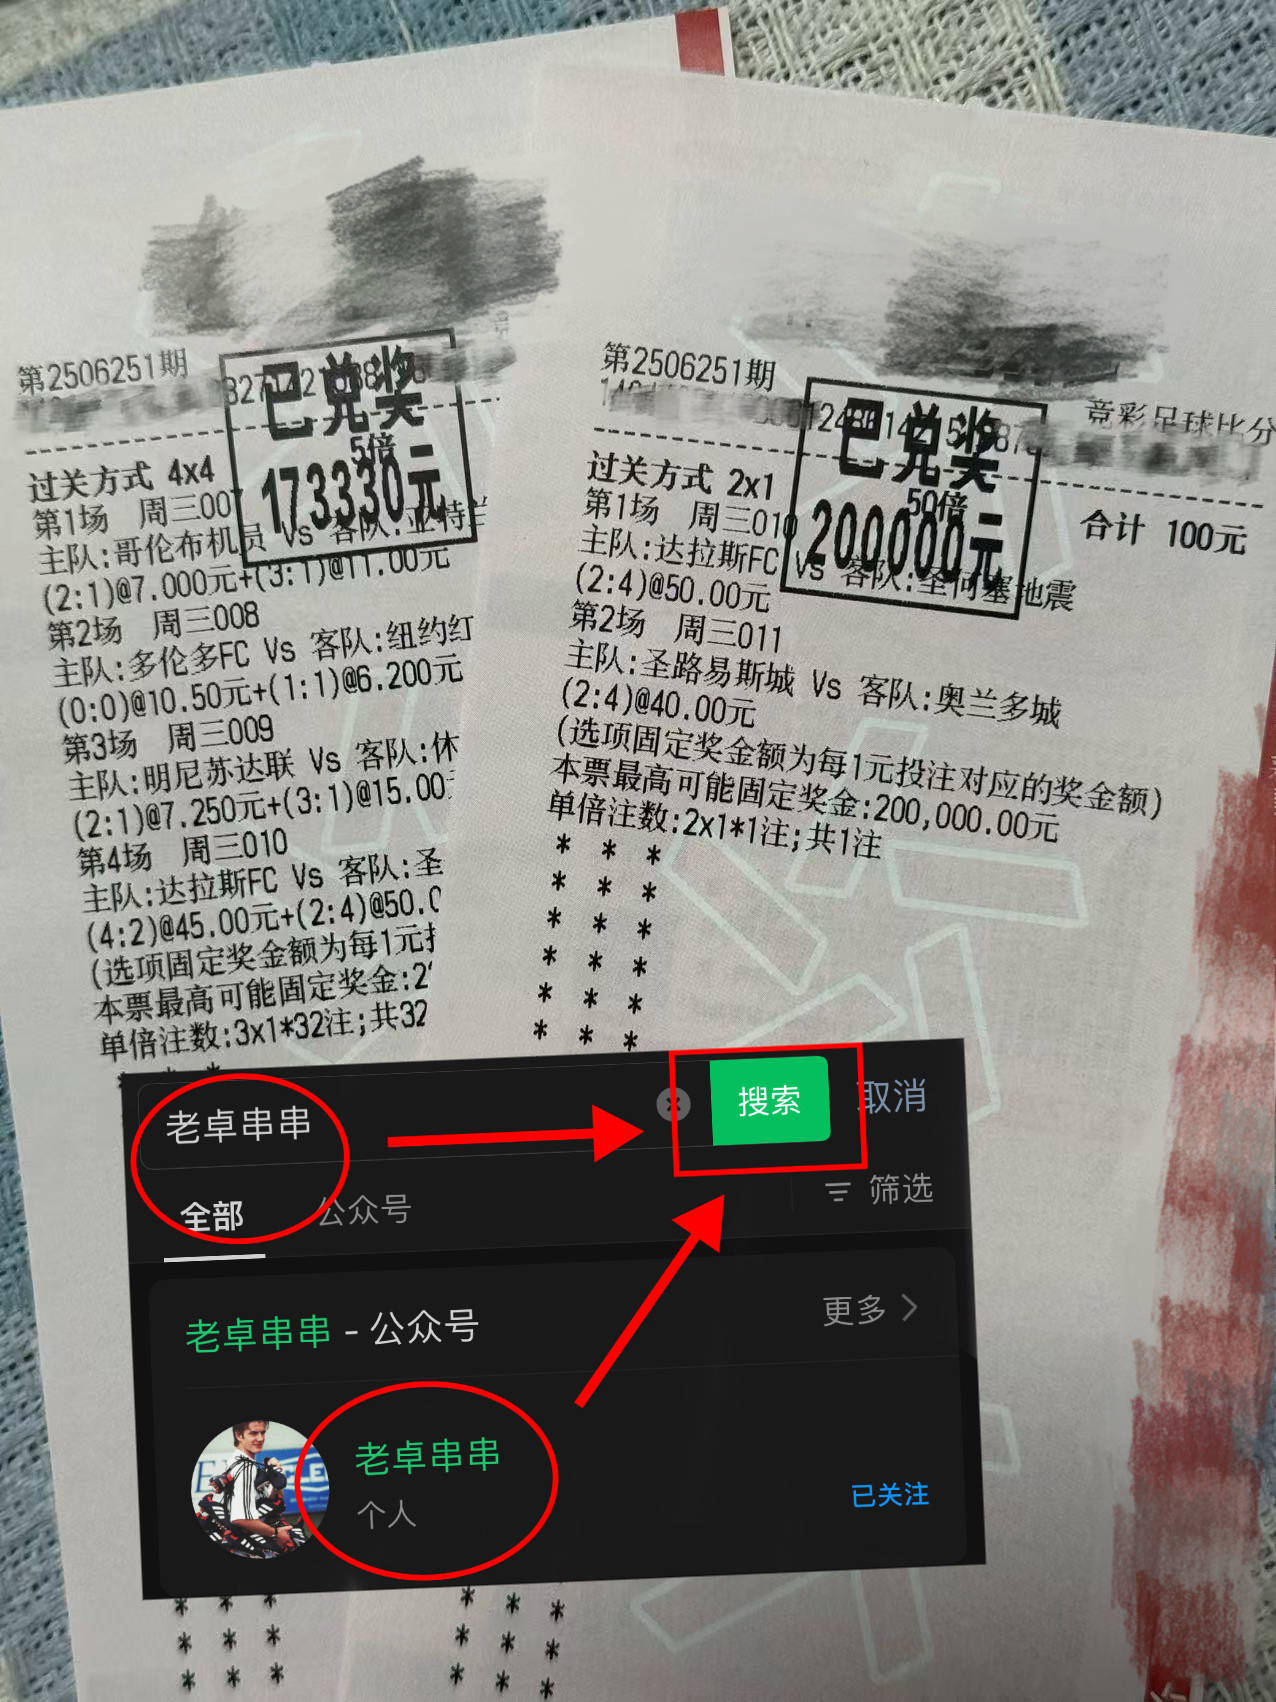 第2506251期
已兑奖
5倍
173330元
过关方式 4x4
第1场 周三007
主队:哥伦布机员 Vs 客队:亚特兰
(2:1)@7.000元+(3:1)@11.00元
第2场 周三008
主队:多伦多FC Vs 客队:纽约红
(0:0)@10.50元+(1:1)@6.200元
第3场 周三009
主队:明尼苏达联 Vs 客队:休
(2:1)@7.250元+(3:1)@15.00
第4场 周三010
主队:达拉斯FC Vs 客队:圣
(4:2)@45.00元+(2:4)@50.0
(选项固定奖金额为每1元投
本票最高可能固定奖金:2
单倍注数:3x1*32注;共32
第2506251期
竞彩足球比分
已兑奖
50倍
200000元
过关方式 2x1
合计 100元
第1场 周三010
主队:达拉斯FC Vs 客队:圣何塞地震
(2:4)@50.00元
第2场 周三011
主队:圣路易斯城 Vs 客队:奥兰多城
(2:4)@40.00元
(选项固定奖金额为每1元投注对应的奖金额)
本票最高可能固定奖金:200,000.00元
单倍注数:2x1*1注;共1注
老卓串串
搜索
取消
全部
公众号
筛选
老卓串串 - 公众号
更多
老卓串串
个人
已关注